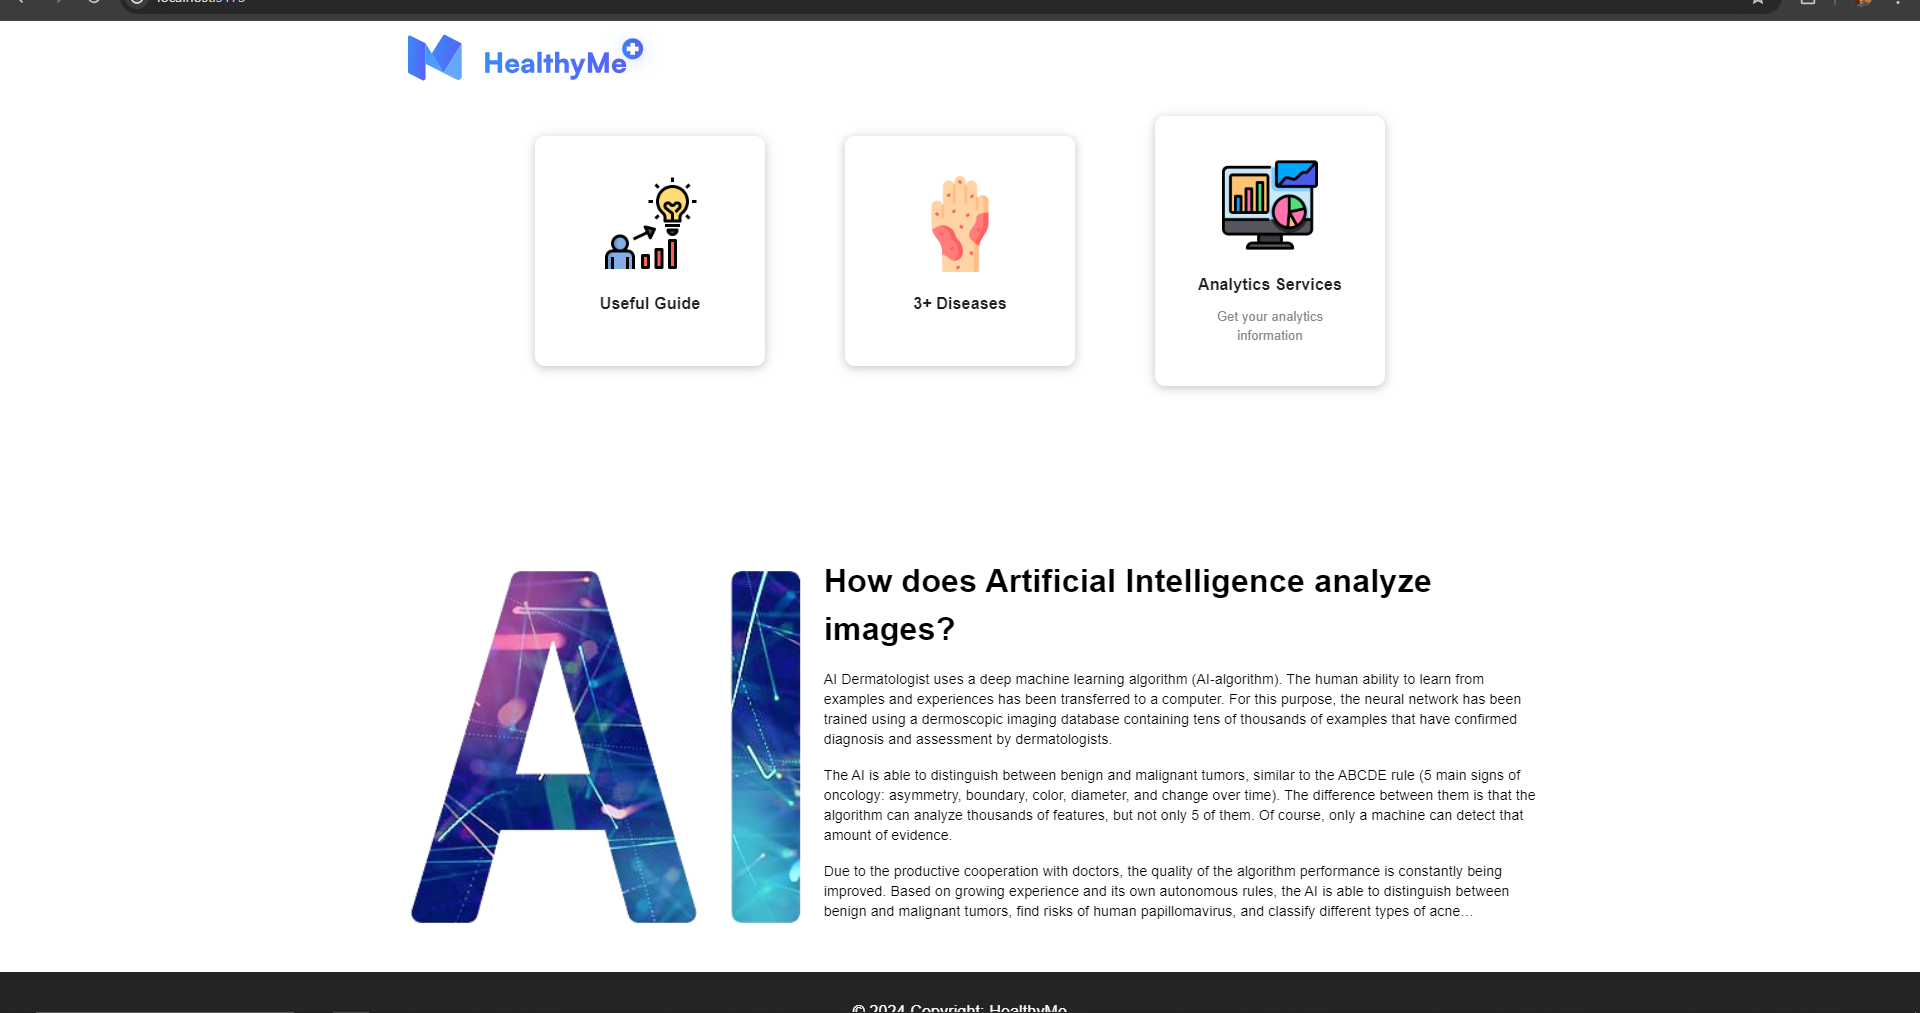 HealthyMe
Useful Guide
3+ Diseases
Analytics Services
Get your analytics
information
AI
How does Artificial Intelligence analyze
images?
AI Dermatologist uses a deep machine learning algorithm (AI-algorithm). The human ability to learn from
examples and experiences has been transferred to a computer. For this purpose, the neural network has been
trained using a dermoscopic imaging database containing tens of thousands of examples that have confirmed
diagnosis and assessment by dermatologists.
The AI is able to distinguish between benign and malignant tumors, similar to the ABCDE rule (5 main signs of
oncology: asymmetry, boundary, color, diameter, and change over time). The difference between them is that the
algorithm can analyze thousands of features, but not only 5 of them. Of course, only a machine can detect that
amount of evidence.
Due to the productive cooperation with doctors, the quality of the algorithm performance is constantly being
improved. Based on growing experience and its own autonomous rules, the AI is able to distinguish between
benign and malignant tumors, find risks of human papillomavirus, and classify different types of acne…
© 2024 Copyright: HealthyMe